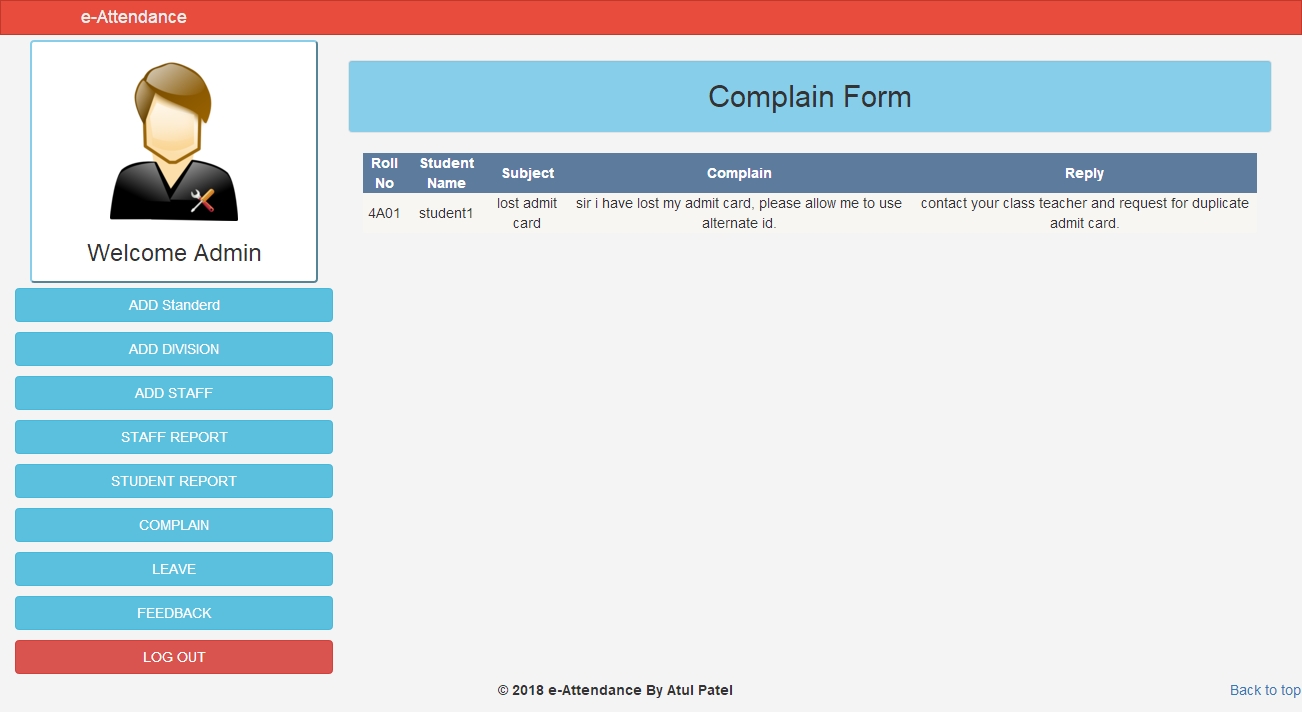 e-Attendance
Welcome Admin
ADD Standerd
ADD DIVISION
ADD STAFF
STAFF REPORT
STUDENT REPORT
COMPLAIN
LEAVE
FEEDBACK
LOG OUT
Complain Form
Roll No Student Name Subject Complain Reply
4A01 student1 lost admit card sir i have lost my admit card, please allow me to use alternate id. contact your class teacher and request for duplicate admit card.
© 2018 e-Attendance By Atul Patel
Back to top